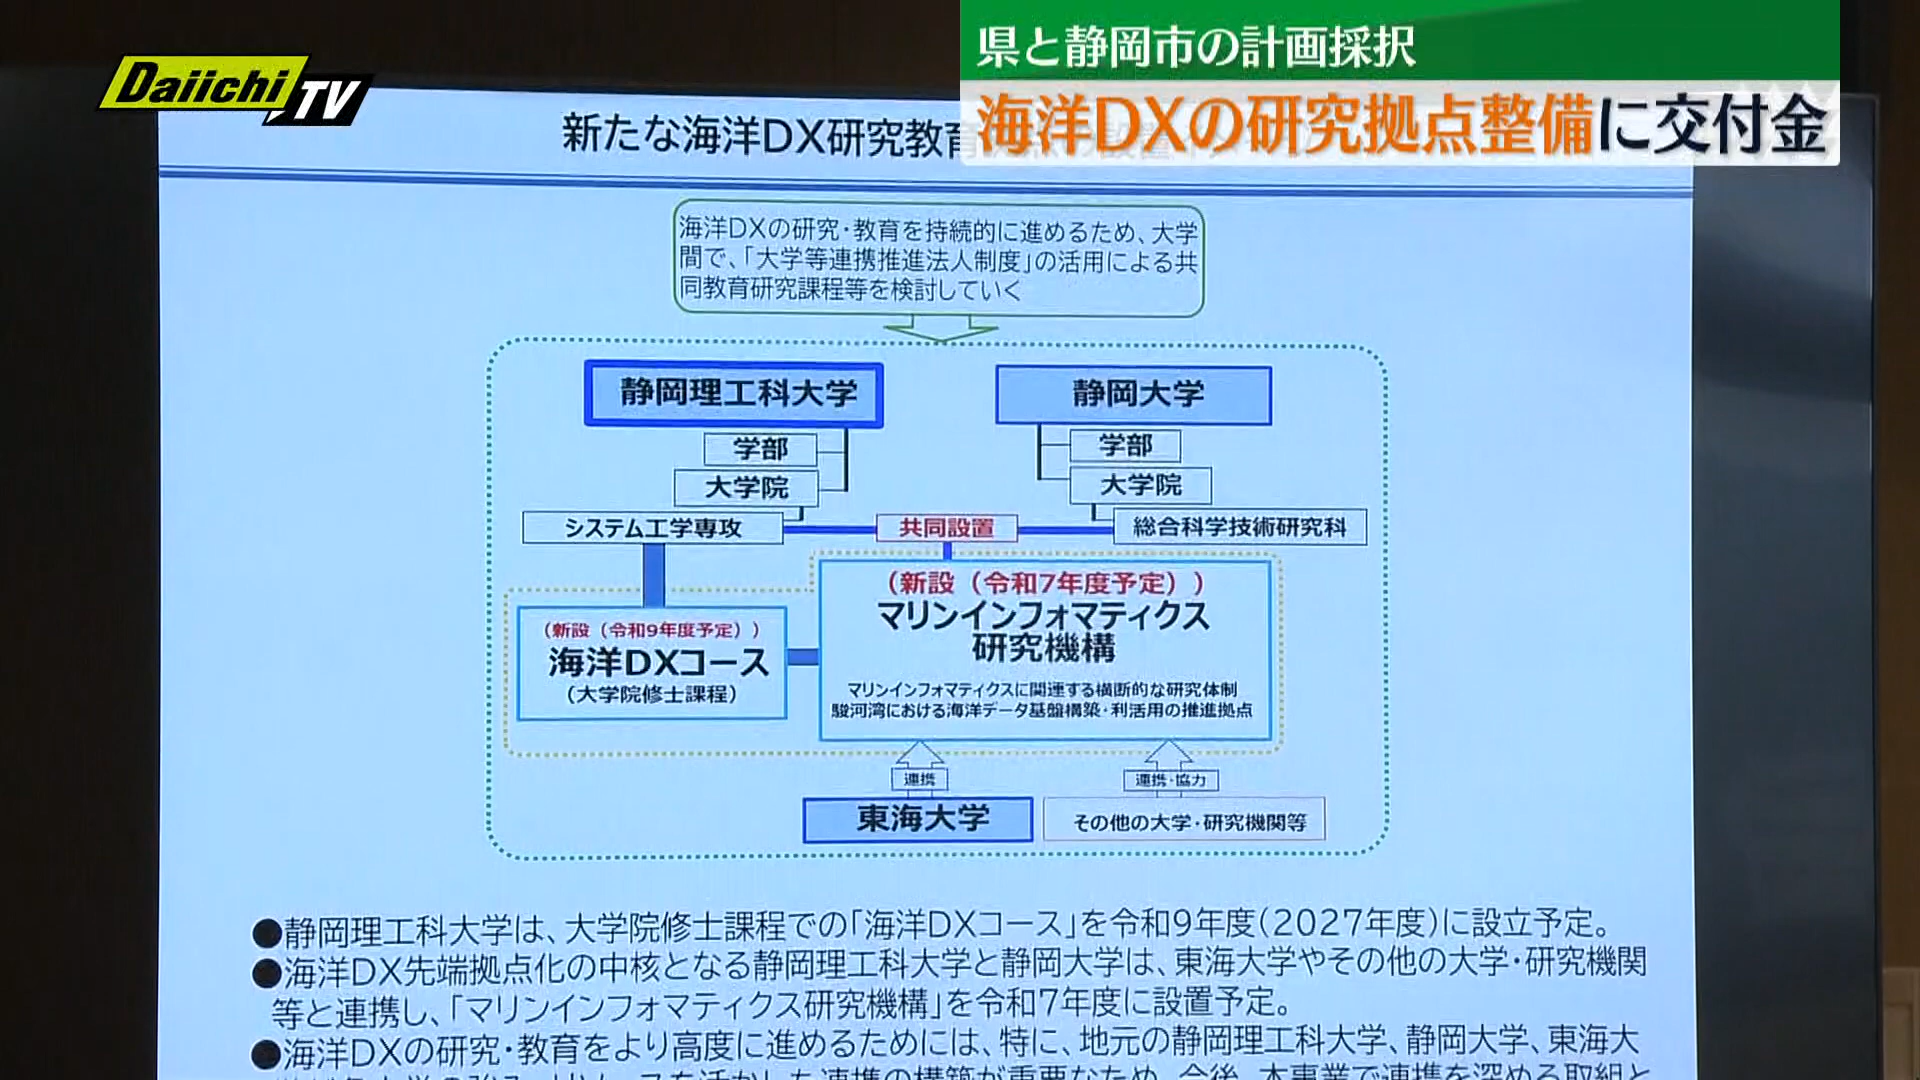 Daiichi TV
県と静岡市の計画採択
海洋DXの研究拠点整備に交付金
新たな海洋DX研究教育
海洋DXの研究・教育を持続的に進めるため、大学
間で、「大学等連携推進法人制度」の活用による共
同教育研究課程等を検討していく
静岡理工科大学
静岡大学
学部
学部
大学院
大学院
システム工学専攻
共同設置
総合科学技術研究科
(新設(令和7年度予定))
マリンインフォマティクス
研究機構
マリンインフォマティクスに関連する横断的な研究体制
駿河湾における海洋データ基盤構築・利活用の推進拠点
(新設(令和9年度予定))
海洋DXコース
(大学院修士課程)
連携
連携・協力
東海大学
その他の大学・研究機関等
●静岡理工科大学は、大学院修士課程での「海洋DXコース」を令和9年度(2027年度)に設立予定。
●海洋DX先端拠点化の中核となる静岡理工科大学と静岡大学は、東海大学やその他の大学・研究機関
等と連携し、「マリンインフォマティクス研究機構」を令和7年度に設置予定。
●海洋DXの研究・教育をより高度に進めるためには、特に、地元の静岡理工科大学、静岡大学、東海大